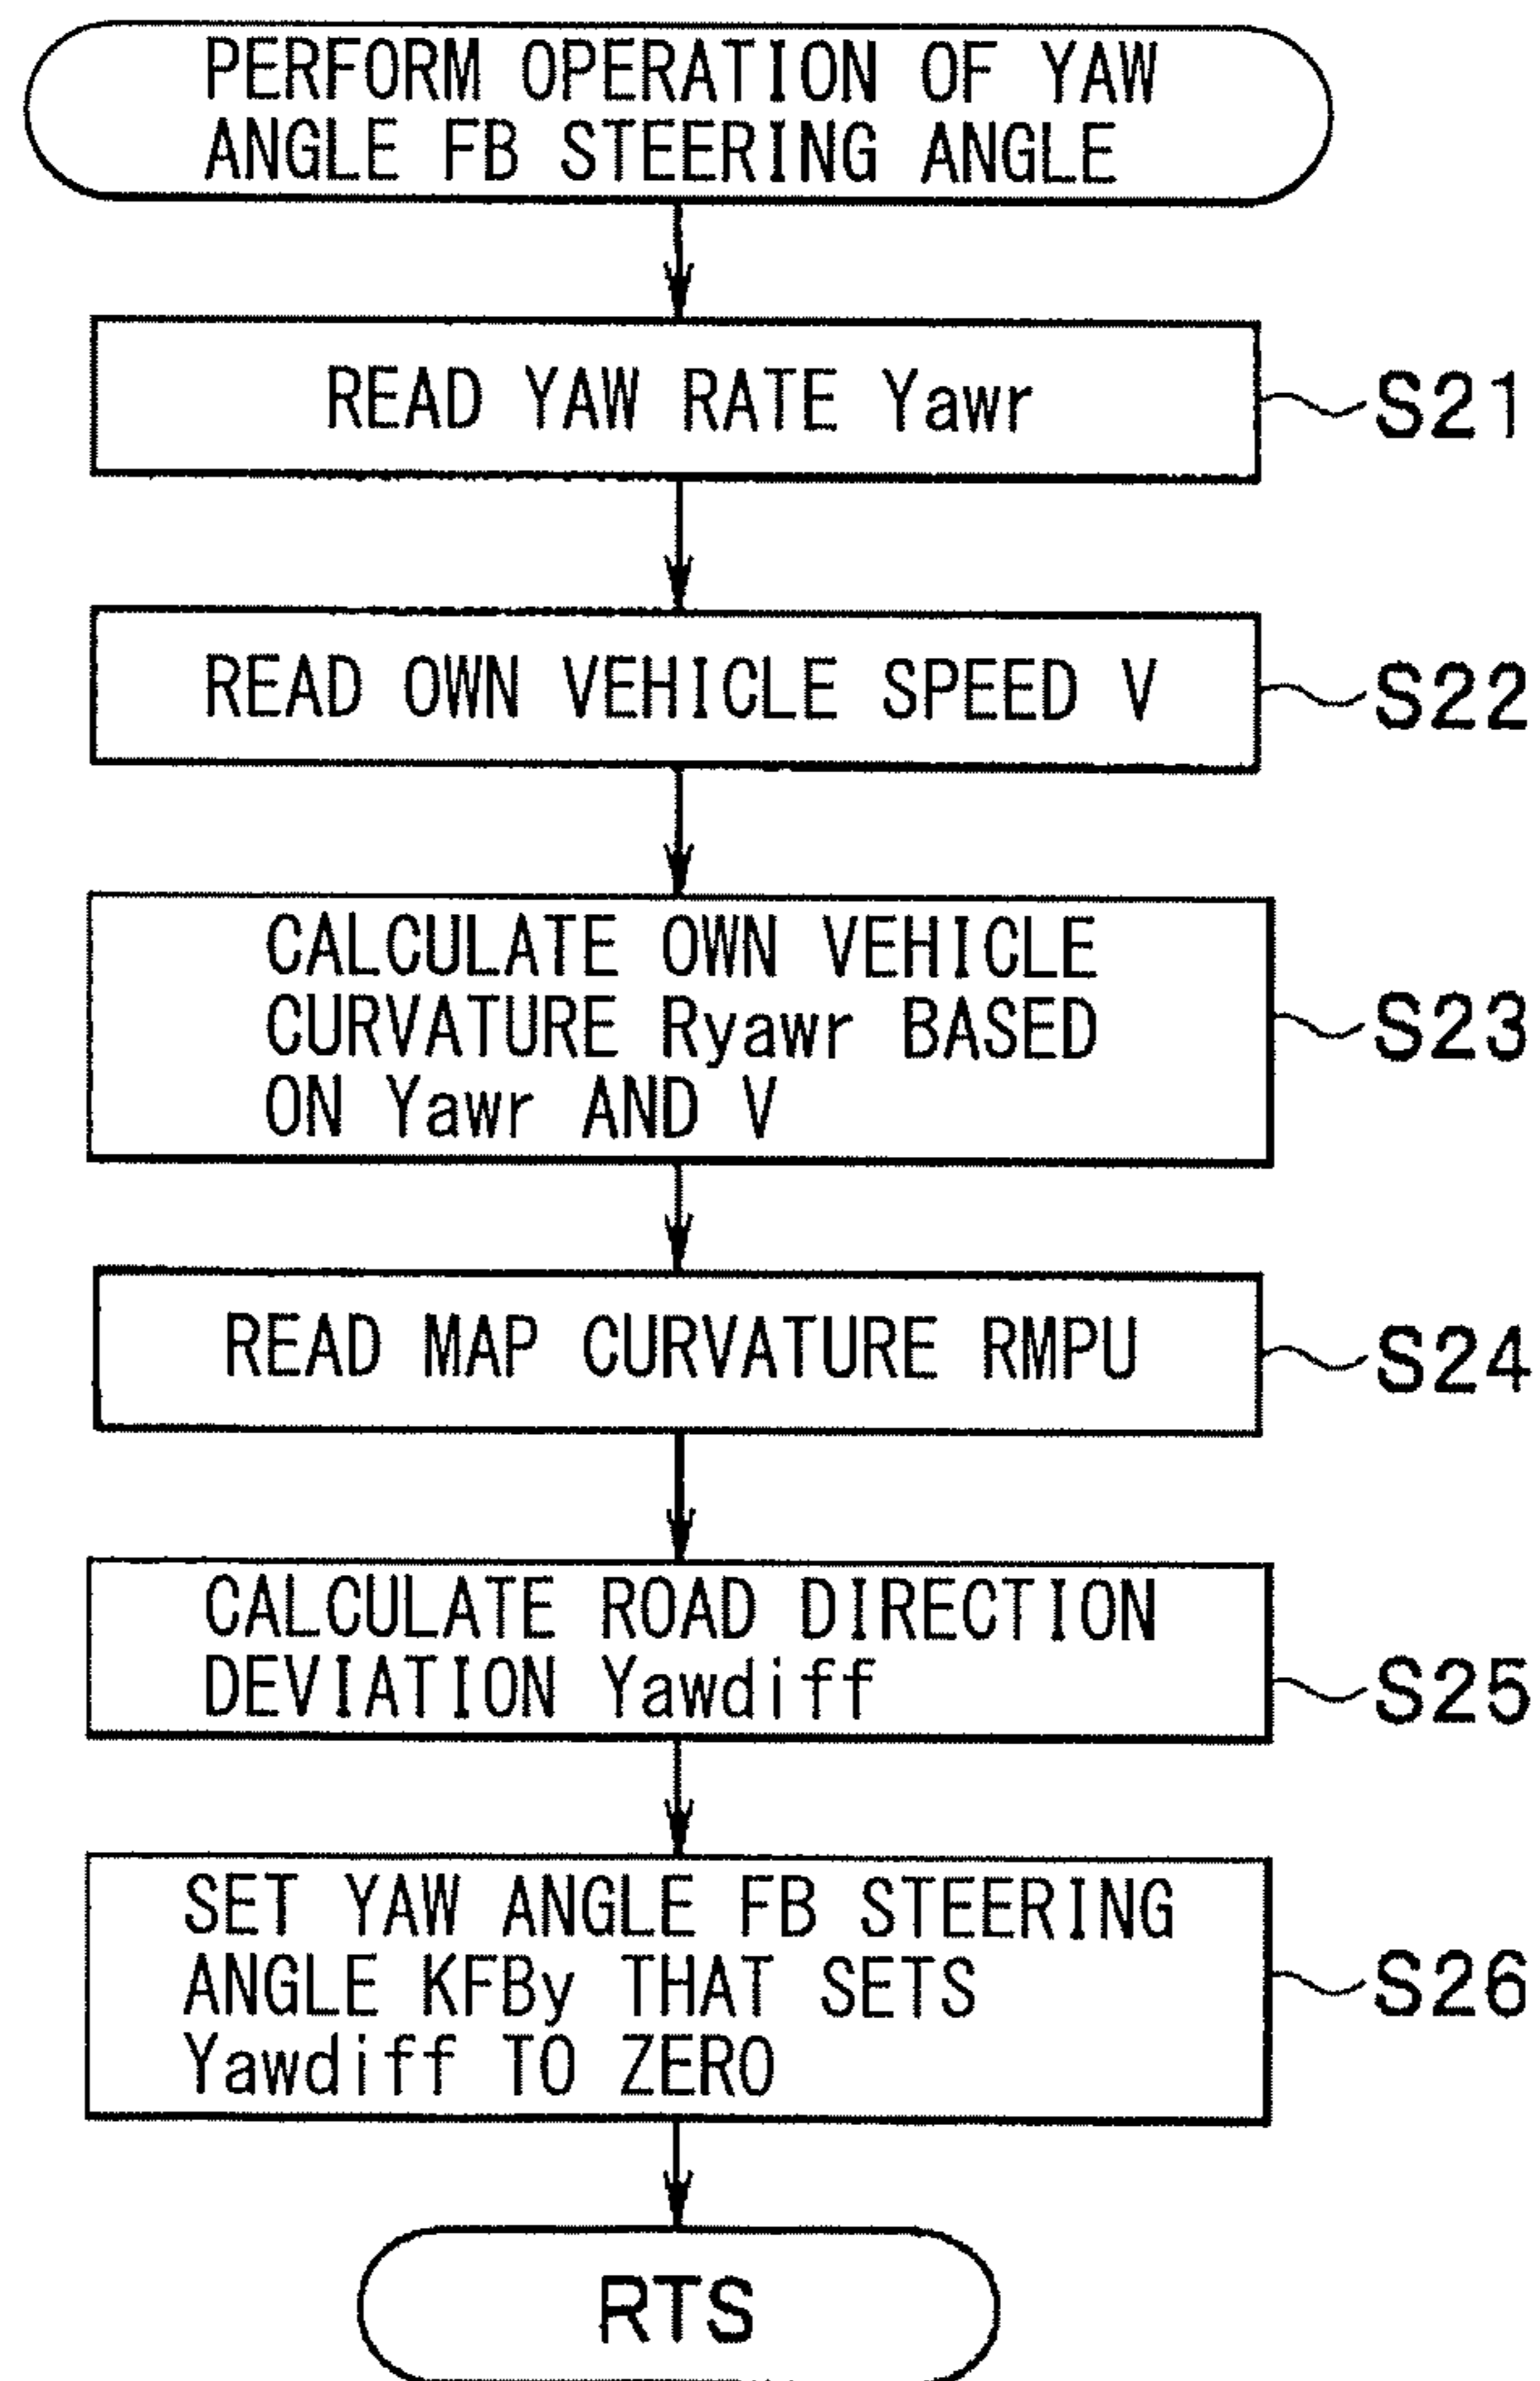 PERFORM OPERATION OF YAW
ANGLE FB STEERING ANGLE
READ YAW RATE Yawr
S21
READ OWN VEHICLE SPEED V
S22
CALCULATE OWN VEHICLE
CURVATURE Ryawr BASED
ON Yawr AND V
S23
READ MAP CURVATURE RMPU
S24
CALCULATE ROAD DIRECTION
DEVIATION Yawdiff
S25
SET YAW ANGLE FB STEERING
ANGLE KFBy THAT SETS
Yawdiff TO ZERO
S26
RTS